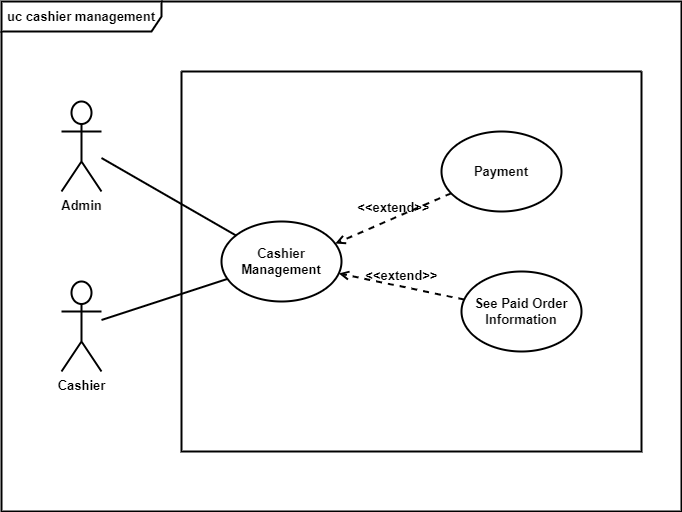 uc cashier management
Admin
Payment
<<extend>>
Cashier
Management
<<extend>>
See Paid Order
Information
Cashier